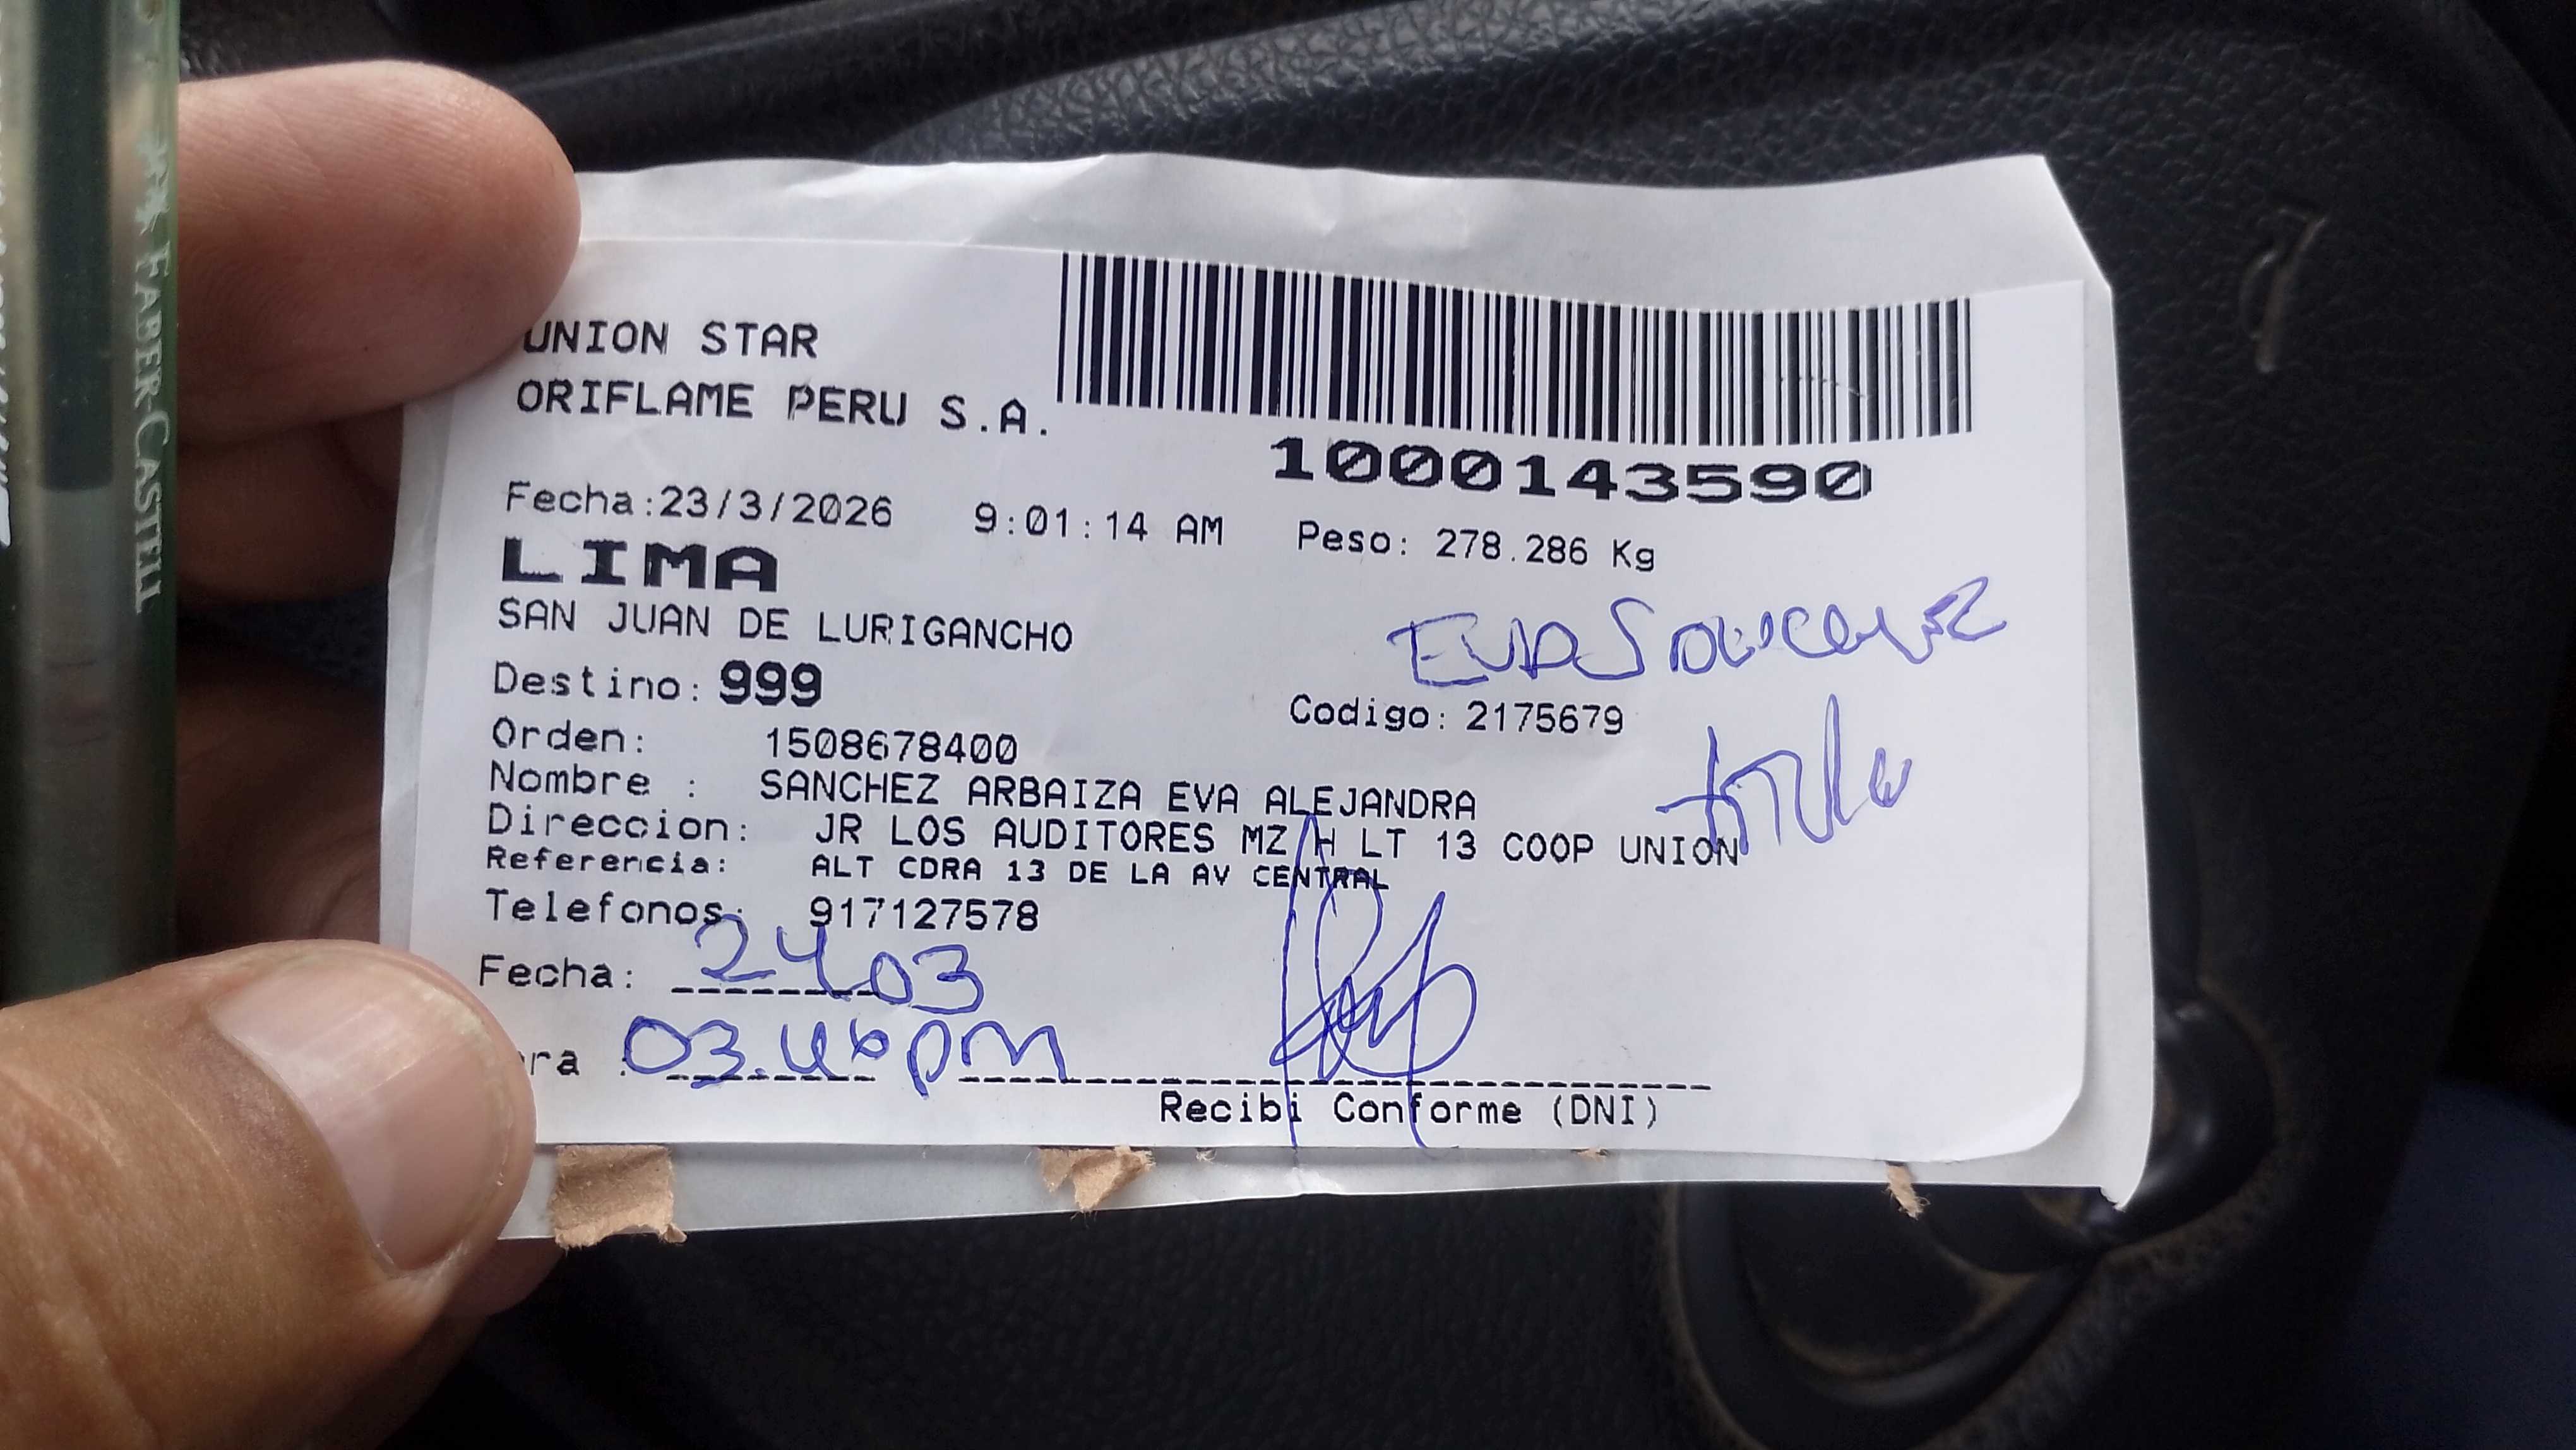 FABER-CASTELL
UNION STAR
ORIFLAME PERU S.A.
1000143590
Fecha:23/3/2026 9:01:14 AM Peso: 278.286 Kg
LIMA
SAN JUAN DE LURIGANCHO
Destino: 999
Codigo: 2175679
Orden: 1508678400
Nombre : SANCHEZ ARBAIZA EVA ALEJANDRA
Direccion: JR LOS AUDITORES MZ H LT 13 COOP UNION
Referencia: ALT CDRA 13 DE LA AV CENTRAL
Telefonos: 917127578
Fecha: 24 03
ra : 03.46 pm
Recibi Conforme (DNI)